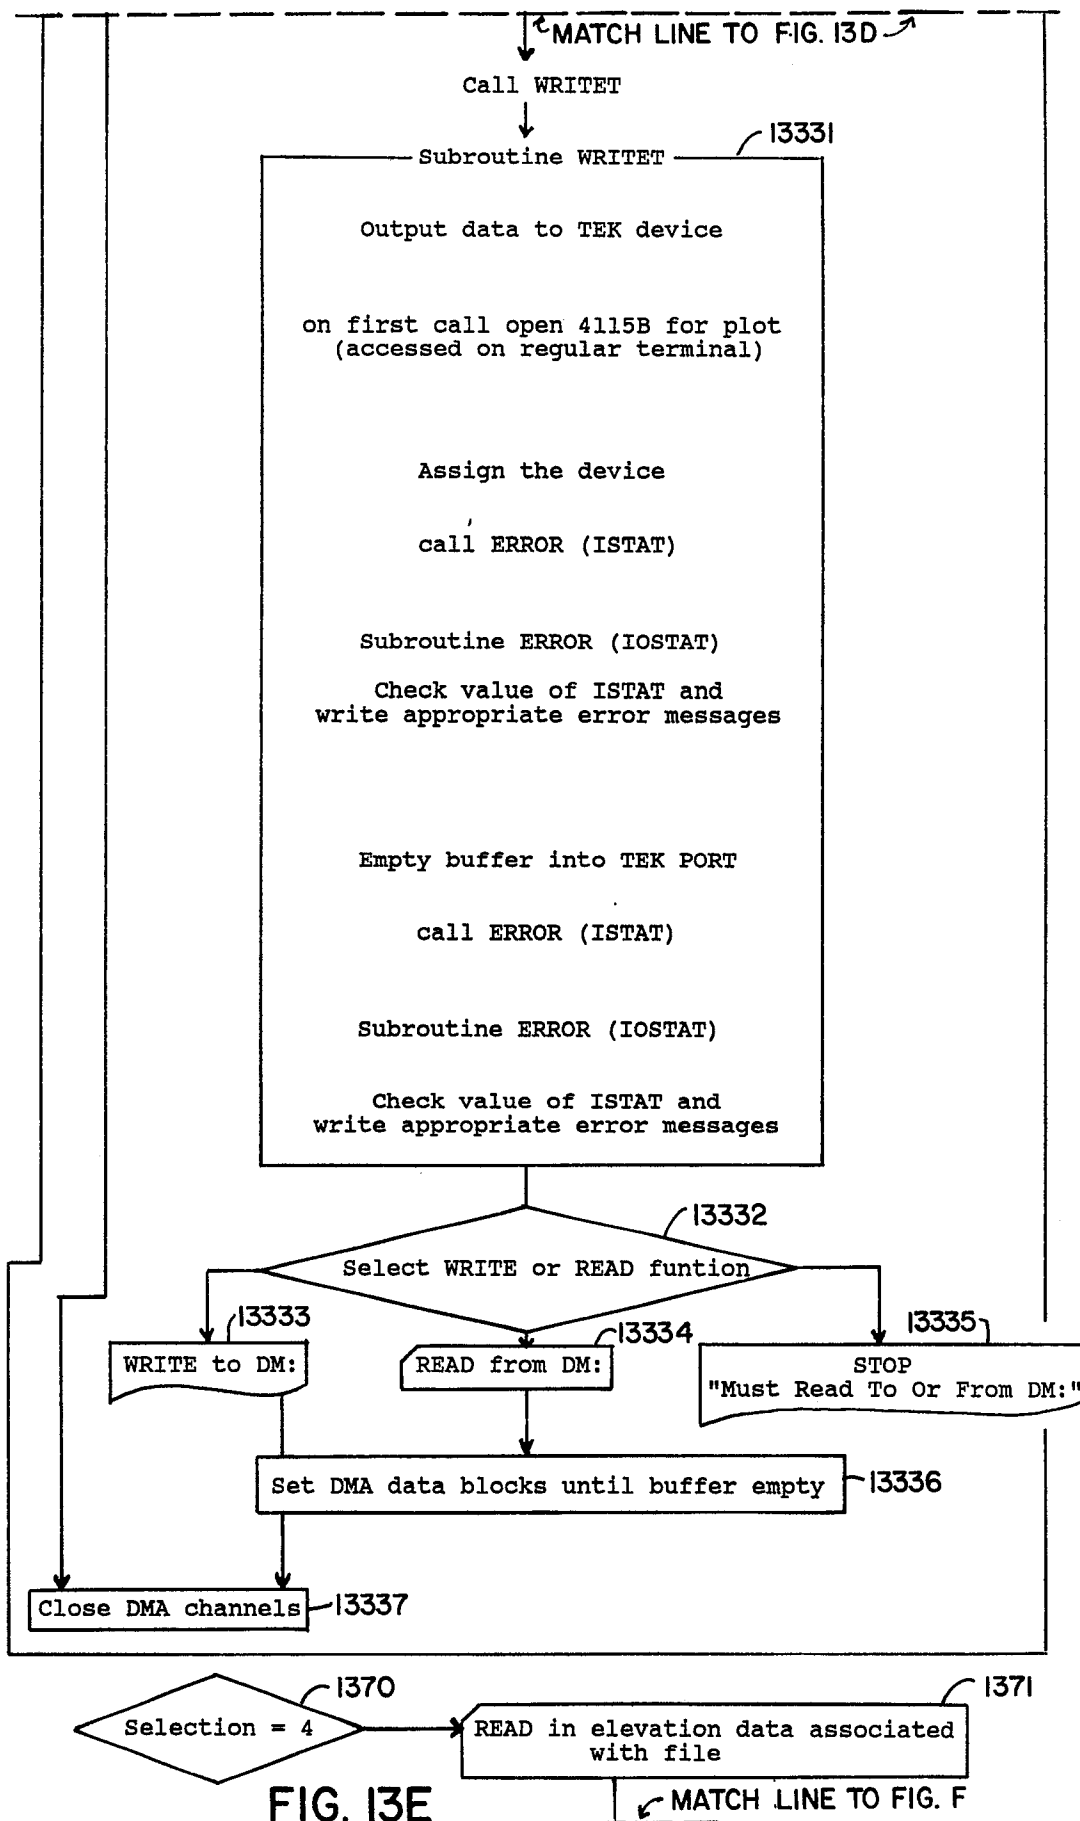 MATCH LINE TO FIG. 13D
Call WRITET
13331
Subroutine WRITET
Output data to TEK device
on first call open 4115B for plot
(accessed on regular terminal)
Assign the device
call ERROR (ISTAT)
Subroutine ERROR (IOSTAT)
Check value of ISTAT and
write appropriate error messages
Empty buffer into TEK PORT
call ERROR (ISTAT)
Subroutine ERROR (IOSTAT)
Check value of ISTAT and
write appropriate error messages
13332
Select WRITE or READ funtion
13333
WRITE to DM:
13334
READ from DM:
13335
STOP
"Must Read To Or From DM:"
Set DMA data blocks until buffer empty
13336
Close DMA channels
13337
1370
Selection = 4
1371
READ in elevation data associated
with file
FIG. 13E
MATCH LINE TO FIG. F